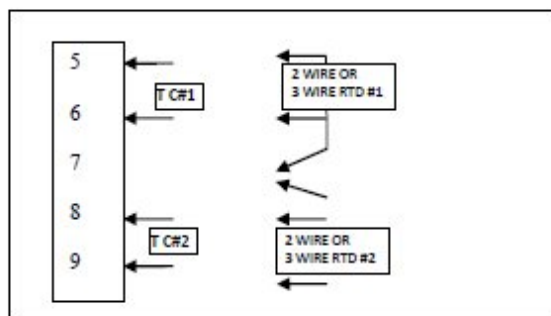 5
T C#1
2 WIRE OR
3 WIRE RTD #1
6
7
8
T C#2
2 WIRE OR
3 WIRE RTD #2
9